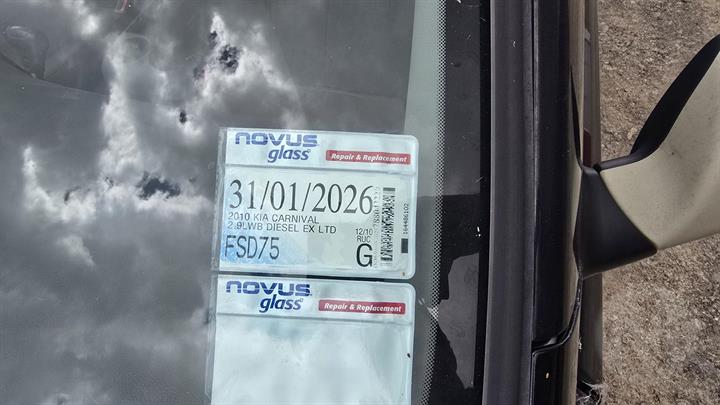 NOVUS
glass
Repair & Replacement
31/01/2026
2010 KIA CARNIVAL
2.9LWB DIESEL EX LTD
12/10
RUC
FSD75
G
164486102
NOVUS
glass
Repair & Replacement